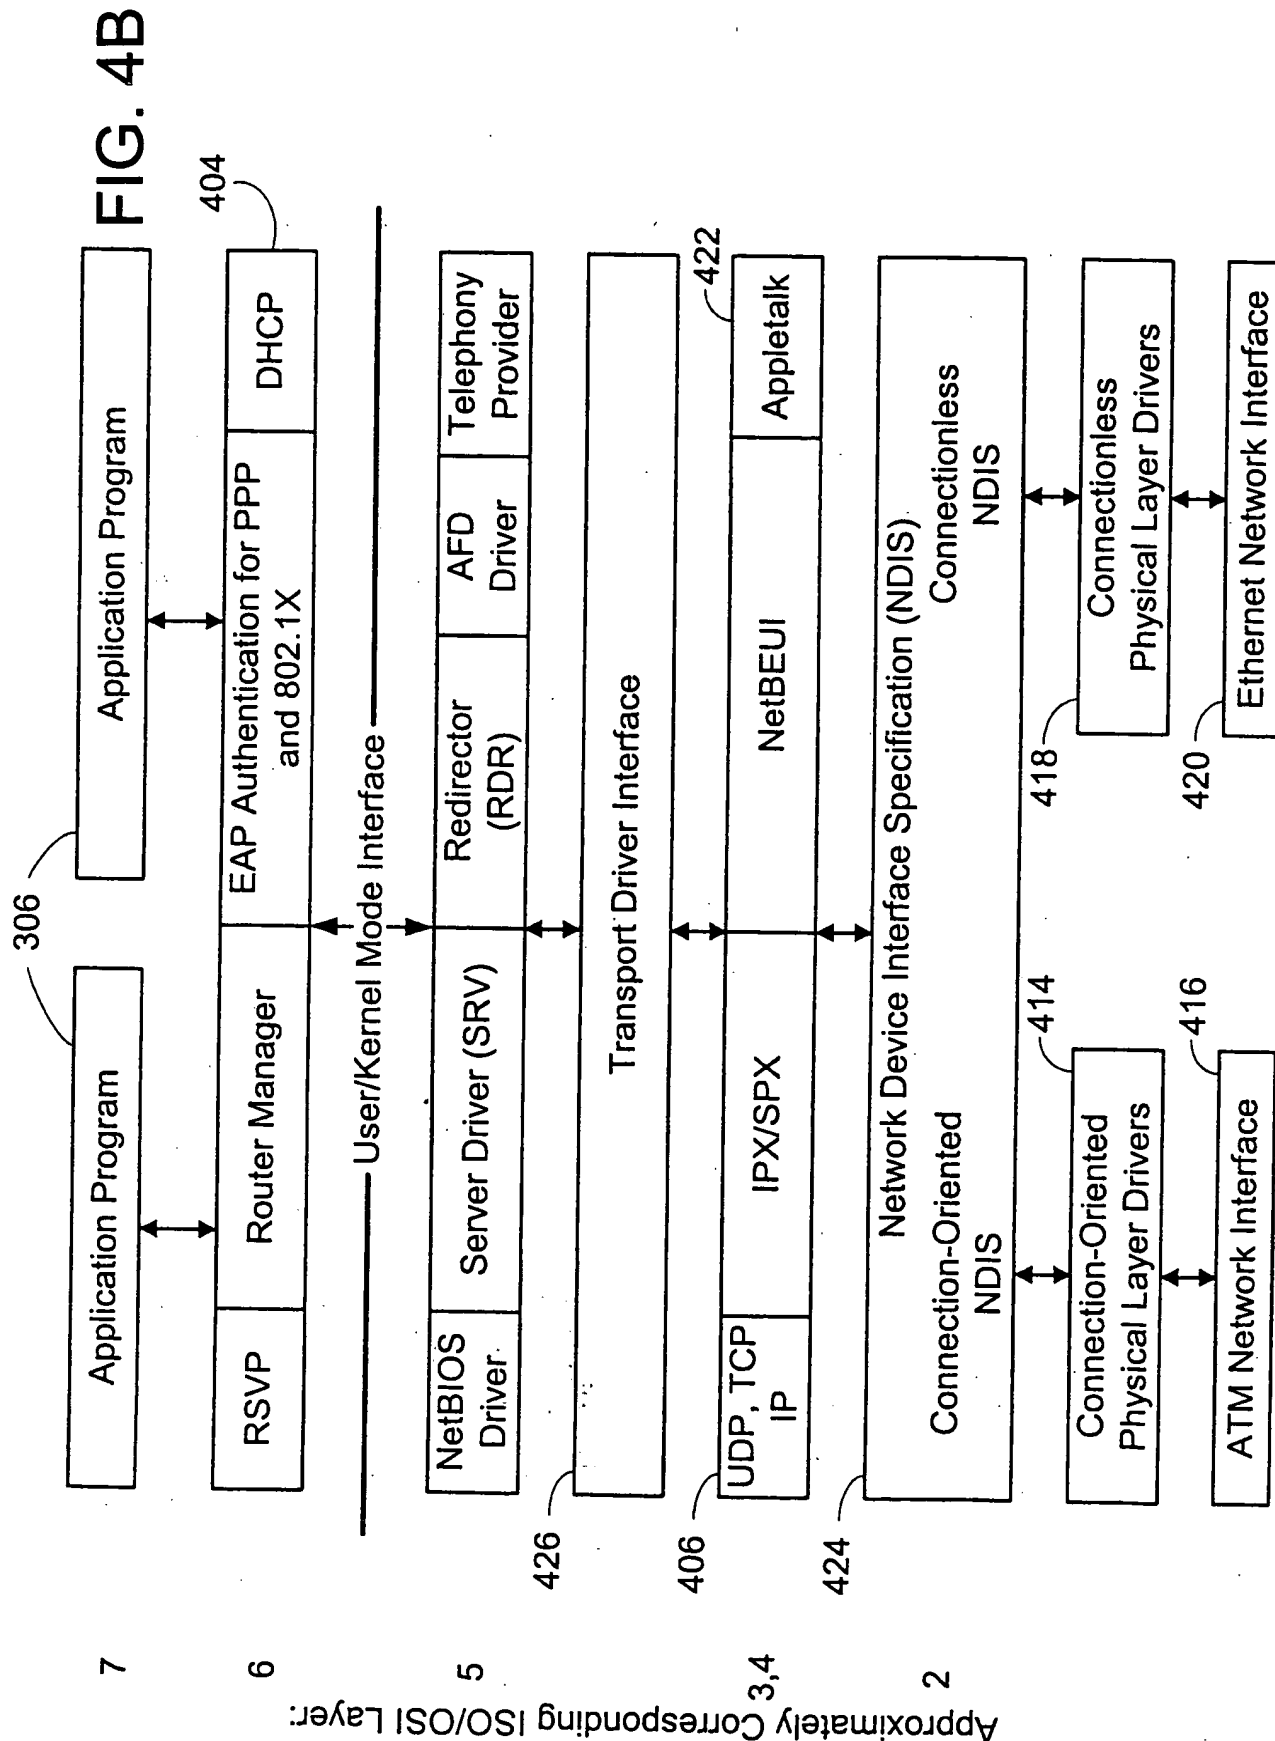 FIG. 4B
Approximately Corresponding ISO/OSI Layer:
7
306
Application Program
Application Program
6
404
RSVP
Router Manager
EAP Authentication for PPP
and 802.1X
DHCP
User/Kernel Mode Interface
5
NetBIOS
Driver
Server Driver (SRV)
Redirector
(RDR)
AFD
Driver
Telephony
Provider
426
Transport Driver Interface
3,4
406
UDP, TCP
IP
IPX/SPX
NetBEUI
Appletalk
422
2
424
Network Device Interface Specification (NDIS)
Connection-Oriented
NDIS
Connectionless
NDIS
414
Connection-Oriented
Physical Layer Drivers
418
Connectionless
Physical Layer Drivers
416
ATM Network Interface
420
Ethernet Network Interface